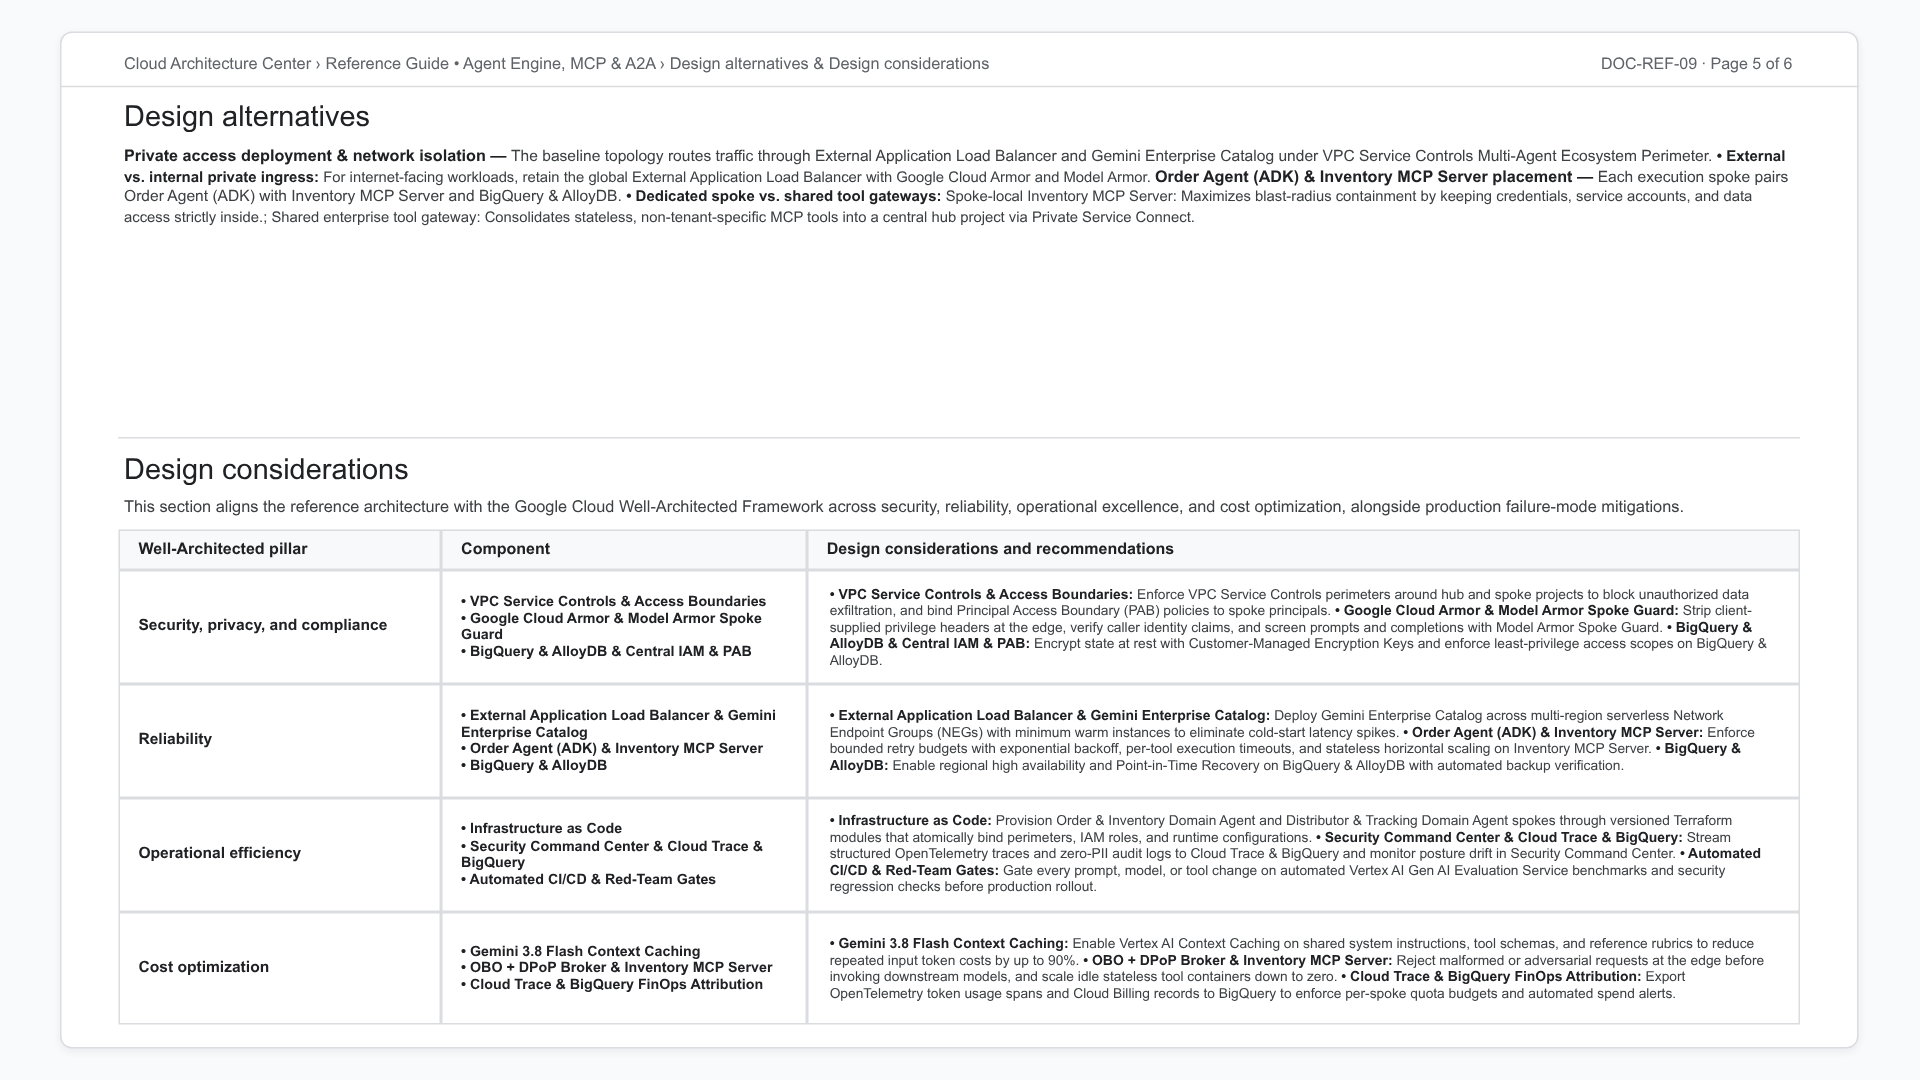 Cloud Architecture Center › Reference Guide • Agent Engine, MCP & A2A › Design alternatives & Design considerations
DOC-REF-09 · Page 5 of 6
Design alternatives
Private access deployment & network isolation — The baseline topology routes traffic through External Application Load Balancer and Gemini Enterprise Catalog under VPC Service Controls Multi-Agent Ecosystem Perimeter. • External
vs. internal private ingress: For internet-facing workloads, retain the global External Application Load Balancer with Google Cloud Armor and Model Armor. Order Agent (ADK) & Inventory MCP Server placement — Each execution spoke pairs
Order Agent (ADK) with Inventory MCP Server and BigQuery & AlloyDB. • Dedicated spoke vs. shared tool gateways: Spoke-local Inventory MCP Server: Maximizes blast-radius containment by keeping credentials, service accounts, and data
access strictly inside.; Shared enterprise tool gateway: Consolidates stateless, non-tenant-specific MCP tools into a central hub project via Private Service Connect.
Design considerations
This section aligns the reference architecture with the Google Cloud Well-Architected Framework across security, reliability, operational excellence, and cost optimization, alongside production failure-mode mitigations.
Well-Architected pillar
Component
Design considerations and recommendations
Security, privacy, and compliance
• VPC Service Controls & Access Boundaries
• Google Cloud Armor & Model Armor Spoke
Guard
• BigQuery & AlloyDB & Central IAM & PAB
• VPC Service Controls & Access Boundaries: Enforce VPC Service Controls perimeters around hub and spoke projects to block unauthorized data
exfiltration, and bind Principal Access Boundary (PAB) policies to spoke principals. • Google Cloud Armor & Model Armor Spoke Guard: Strip client-
supplied privilege headers at the edge, verify caller identity claims, and screen prompts and completions with Model Armor Spoke Guard. • BigQuery &
AlloyDB & Central IAM & PAB: Encrypt state at rest with Customer-Managed Encryption Keys and enforce least-privilege access scopes on BigQuery &
AlloyDB.
Reliability
• External Application Load Balancer & Gemini
Enterprise Catalog
• Order Agent (ADK) & Inventory MCP Server
• BigQuery & AlloyDB
• External Application Load Balancer & Gemini Enterprise Catalog: Deploy Gemini Enterprise Catalog across multi-region serverless Network
Endpoint Groups (NEGs) with minimum warm instances to eliminate cold-start latency spikes. • Order Agent (ADK) & Inventory MCP Server: Enforce
bounded retry budgets with exponential backoff, per-tool execution timeouts, and stateless horizontal scaling on Inventory MCP Server. • BigQuery &
AlloyDB: Enable regional high availability and Point-in-Time Recovery on BigQuery & AlloyDB with automated backup verification.
Operational efficiency
• Infrastructure as Code
• Security Command Center & Cloud Trace &
BigQuery
• Automated CI/CD & Red-Team Gates
• Infrastructure as Code: Provision Order & Inventory Domain Agent and Distributor & Tracking Domain Agent spokes through versioned Terraform
modules that atomically bind perimeters, IAM roles, and runtime configurations. • Security Command Center & Cloud Trace & BigQuery: Stream
structured OpenTelemetry traces and zero-PII audit logs to Cloud Trace & BigQuery and monitor posture drift in Security Command Center. • Automated
CI/CD & Red-Team Gates: Gate every prompt, model, or tool change on automated Vertex AI Gen AI Evaluation Service benchmarks and security
regression checks before production rollout.
Cost optimization
• Gemini 3.8 Flash Context Caching
• OBO + DPoP Broker & Inventory MCP Server
• Cloud Trace & BigQuery FinOps Attribution
• Gemini 3.8 Flash Context Caching: Enable Vertex AI Context Caching on shared system instructions, tool schemas, and reference rubrics to reduce
repeated input token costs by up to 90%. • OBO + DPoP Broker & Inventory MCP Server: Reject malformed or adversarial requests at the edge before
invoking downstream models, and scale idle stateless tool containers down to zero. • Cloud Trace & BigQuery FinOps Attribution: Export
OpenTelemetry token usage spans and Cloud Billing records to BigQuery to enforce per-spoke quota budgets and automated spend alerts.